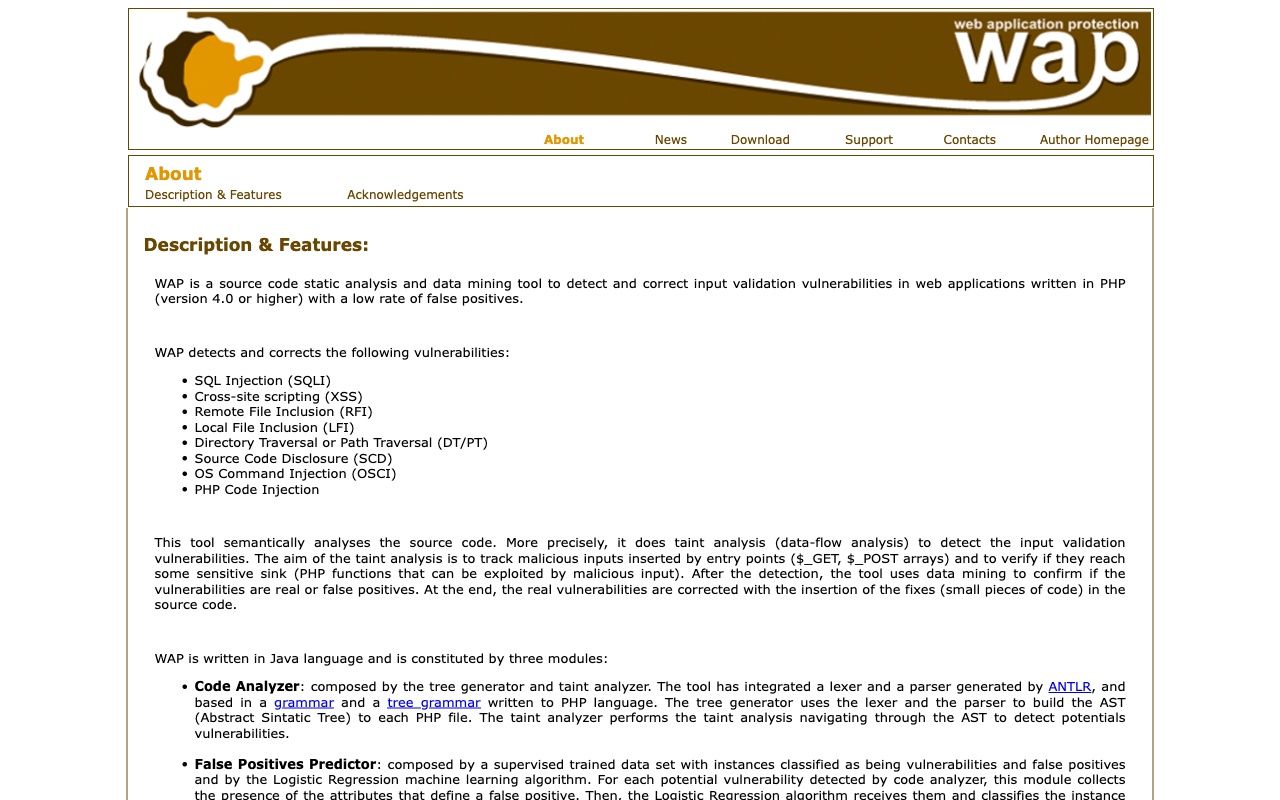 web application protection
wap
About News Download Support Contacts Author Homepage
About
Description & Features Acknowledgements
Description & Features:
WAP is a source code static analysis and data mining tool to detect and correct input validation vulnerabilities in web applications written in PHP
(version 4.0 or higher) with a low rate of false positives.
WAP detects and corrects the following vulnerabilities:
• SQL Injection (SQLI)
• Cross-site scripting (XSS)
• Remote File Inclusion (RFI)
• Local File Inclusion (LFI)
• Directory Traversal or Path Traversal (DT/PT)
• Source Code Disclosure (SCD)
• OS Command Injection (OSCI)
• PHP Code Injection
This tool semantically analyses the source code. More precisely, it does taint analysis (data-flow analysis) to detect the input validation
vulnerabilities. The aim of the taint analysis is to track malicious inputs inserted by entry points ($_GET, $_POST arrays) and to verify if they reach
some sensitive sink (PHP functions that can be exploited by malicious input). After the detection, the tool uses data mining to confirm if the
vulnerabilities are real or false positives. At the end, the real vulnerabilities are corrected with the insertion of the fixes (small pieces of code) in the
source code.
WAP is written in Java language and is constituted by three modules:
• Code Analyzer: composed by the tree generator and taint analyzer. The tool has integrated a lexer and a parser generated by ANTLR, and
based in a grammar and a tree grammar written to PHP language. The tree generator uses the lexer and the parser to build the AST
(Abstract Sintatic Tree) to each PHP file. The taint analyzer performs the taint analysis navigating through the AST to detect potentials
vulnerabilities.
• False Positives Predictor: composed by a supervised trained data set with instances classified as being vulnerabilities and false positives
and by the Logistic Regression machine learning algorithm. For each potential vulnerability detected by code analyzer, this module collects
the presence of the attributes that define a false positive. Then, the Logistic Regression algorithm receives them and classifies the instance